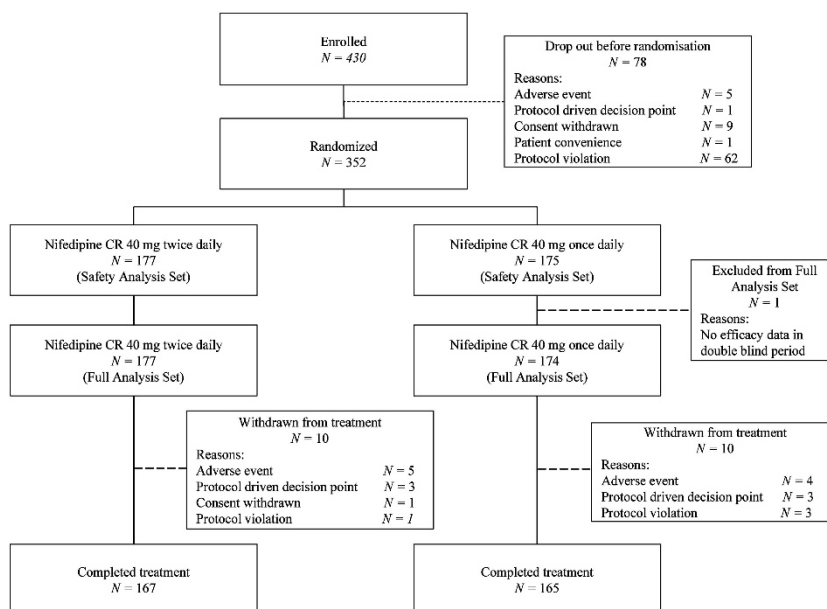 Enrolled
N = 430
Drop out before randomisation
N = 78
Reasons:
Adverse event N = 5
Protocol driven decision point N = 1
Consent withdrawn N = 9
Patient convenience N = 1
Protocol violation N = 62
Randomized
N = 352
Nifedipine CR 40 mg twice daily
N = 177
(Safety Analysis Set)
Nifedipine CR 40 mg once daily
N = 175
(Safety Analysis Set)
Excluded from Full
Analysis Set
N = 1
Reasons:
No efficacy data in
double blind period
Nifedipine CR 40 mg twice daily
N = 177
(Full Analysis Set)
Nifedipine CR 40 mg once daily
N = 174
(Full Analysis Set)
Withdrawn from treatment
N = 10
Reasons:
Adverse event N = 5
Protocol driven decision point N = 3
Consent withdrawn N = 1
Protocol violation N = 1
Withdrawn from treatment
N = 10
Reasons:
Adverse event N = 4
Protocol driven decision point N = 3
Protocol violation N = 3
Completed treatment
N = 167
Completed treatment
N = 165